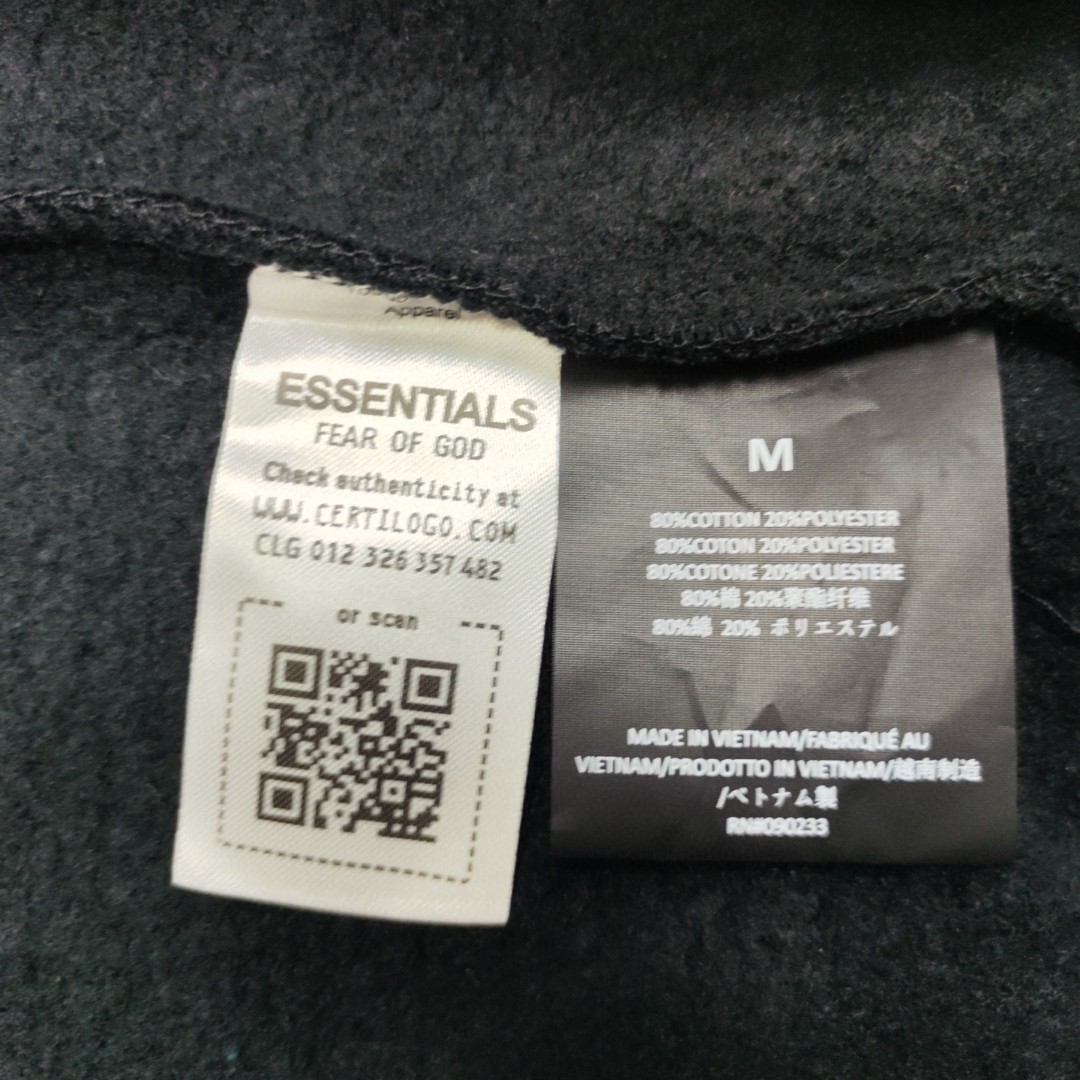 Apparel
ESSENTIALS
FEAR OF GOD
Check authenticity at
WWW.CERTILOGO.COM
CLG 012 326 357 482
or scan
M
80%COTTON 20%POLYESTER
80%COTON 20%POLYESTER
80%COTONE 20%POLIESTERE
80%棉 20%聚酯纤维
80%綿 20% ポリエステル
MADE IN VIETNAM/FABRIQUÉ AU
VIETNAM/PRODOTTO IN VIETNAM/越南制造
/ベトナム製
RN#090233